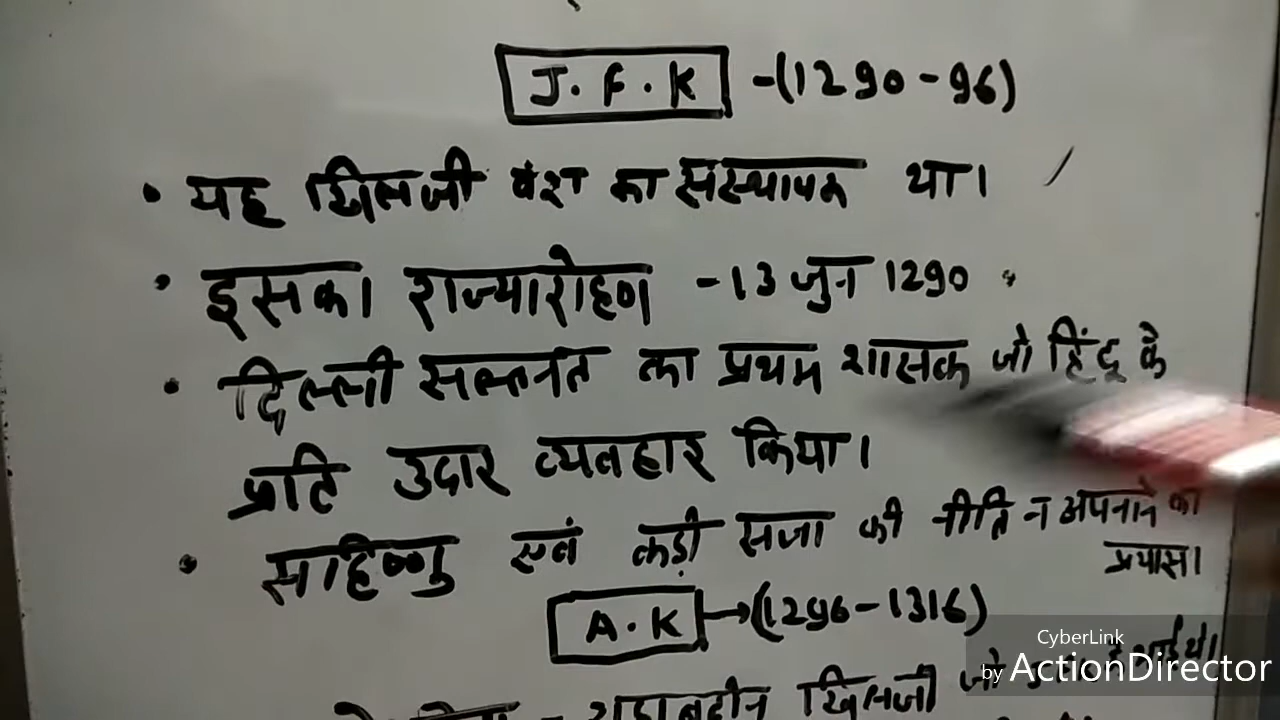 J. F. K -(1290-96)
• यह खिलजी वंश का संस्थापक था।
• इसका राज्यारोहण - 13 जुन 1290
• दिल्ली सल्तनत का प्रथम शासक जो हिंदू के
प्रति उदार व्यवहार किया।
• सहिष्णु एवं कड़ी सजा की नीति न अपनाने का
प्रयास।
A. K →(1296-1316)
खिलजी जो
CyberLink
by ActionDirector